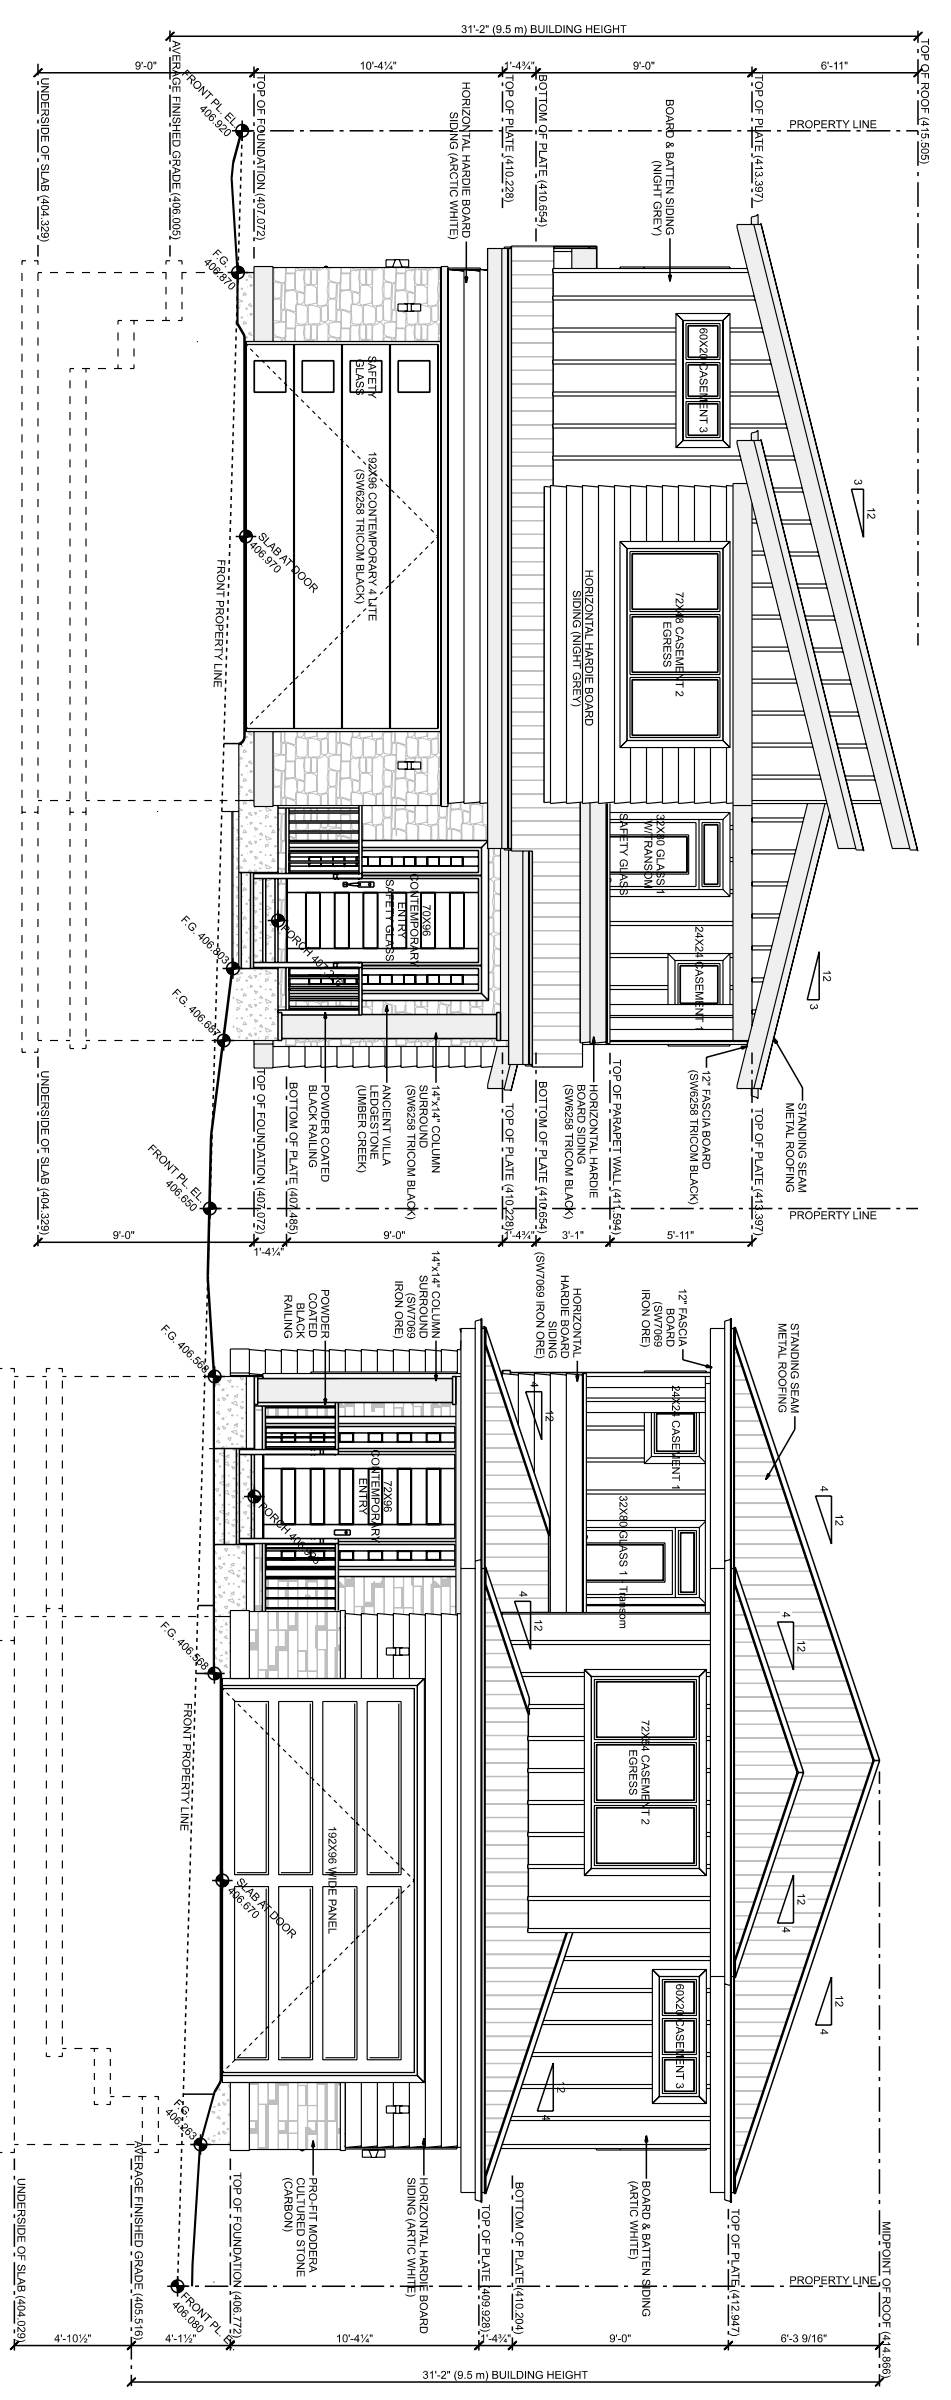 31'-2" (9.5 m) BUILDING HEIGHT
TOP OF ROOF (415.505)
6'-11"
9'-0"
1'-4¾"
10'-4¼"
9'-0"
TOP OF PLATE (413.397)
BOTTOM OF PLATE (410.654)
TOP OF PLATE (410.228)
TOP OF FOUNDATION (407.072)
AVERAGE FINISHED GRADE (406.005)
UNDERSIDE OF SLAB (404.329)
PROPERTY LINE
FRONT PL. EL.
406.920
BOARD & BATTEN SIDING
(NIGHT GREY)
HORIZONTAL HARDIE BOARD
SIDING (ARCTIC WHITE)
F.G.
406.870
60X20 CASEMENT 3
SAFETY
GLASS
192X96 CONTEMPORARY 4 LITE
(SW6258 TRICOM BLACK)
3
12
SLAB AT DOOR
406.970
FRONT PROPERTY LINE
72X48 CASEMENT 2
EGRESS
HORIZONTAL HARDIE BOARD
SIDING (NIGHT GREY)
32X80 GLASS 1
W/TRANSOM
SAFETY GLASS
70X96
CONTEMPORARY
ENTRY
SAFETY GLASS
24X24 CASEMENT 1
12
3
F.G. 406.803
F.G. 406.687
STANDING SEAM
METAL ROOFING
12" FASCIA BOARD
(SW6258 TRICOM BLACK)
HORIZONTAL HARDIE
BOARD SIDING
(SW6258 TRICOM BLACK)
14"x14" COLUMN
SURROUND
(SW6258 TRICOM BLACK)
ANCIENT VILLA
LEDGESTONE
(UMBER CREEK)
POWDER COATED
BLACK RAILING
TOP OF PLATE (413.397)
TOP OF PARAPET WALL (411.594)
BOTTOM OF PLATE (410.654)
TOP OF PLATE (410.228)
BOTTOM OF PLATE (407.485)
TOP OF FOUNDATION (407.072)
UNDERSIDE OF SLAB (404.329)
FRONT PL. EL.
406.650
PROPERTY LINE
5'-11"
3'-1"
1'-4¾"
9'-0"
1'-4¼"
9'-0"
14"x14" COLUMN
SURROUND
(SW7069
IRON ORE)
POWDER
COATED
BLACK
RAILING
HORIZONTAL
HARDIE BOARD
SIDING
(SW7069 IRON ORE)
12" FASCIA
BOARD
(SW7069
IRON ORE)
STANDING SEAM
METAL ROOFING
F.G. 406.568
4
12
24X24 CASEMENT 1
72X96
CONTEMPORARY
ENTRY
32X80 GLASS 1 - Transom
4
12
4
12
4
12
F.G. 406.568
FRONT PROPERTY LINE
72X54 CASEMENT 2
EGRESS
192X96 WIDE PANEL
SLAB AT DOOR
406.670
12
4
12
4
60X20 CASEMENT 3
12
4
F.G.
406.263
PRO-FIT MODERA
CULTURED STONE
(CARBON)
HORIZONTAL HARDIE BOARD
SIDING (ARTIC WHITE)
BOARD & BATTEN SIDING
(ARTIC WHITE)
MIDPOINT OF ROOF (414.866)
TOP OF PLATE (412.947)
BOTTOM OF PLATE (410.204)
TOP OF PLATE (409.928)
TOP OF FOUNDATION (406.772)
AVERAGE FINISHED GRADE (405.516)
UNDERSIDE OF SLAB (404.029)
PROPERTY LINE
FRONT PL. EL.
406.080
6'-3 9/16"
9'-0"
1'-4¾"
10'-4¼"
4'-1½"
4'-10½"
31'-2" (9.5 m) BUILDING HEIGHT